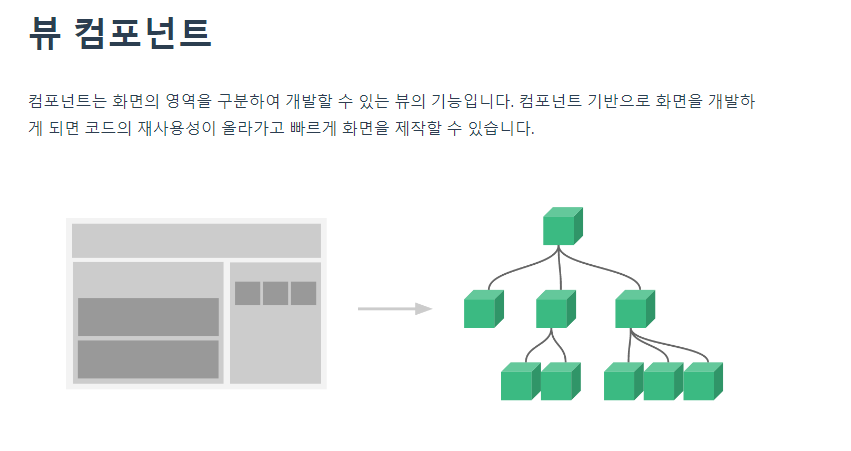 뷰 컴포넌트
컴포넌트는 화면의 영역을 구분하여 개발할 수 있는 뷰의 기능입니다. 컴포넌트 기반으로 화면을 개발하
게 되면 코드의 재사용성이 올라가고 빠르게 화면을 제작할 수 있습니다.